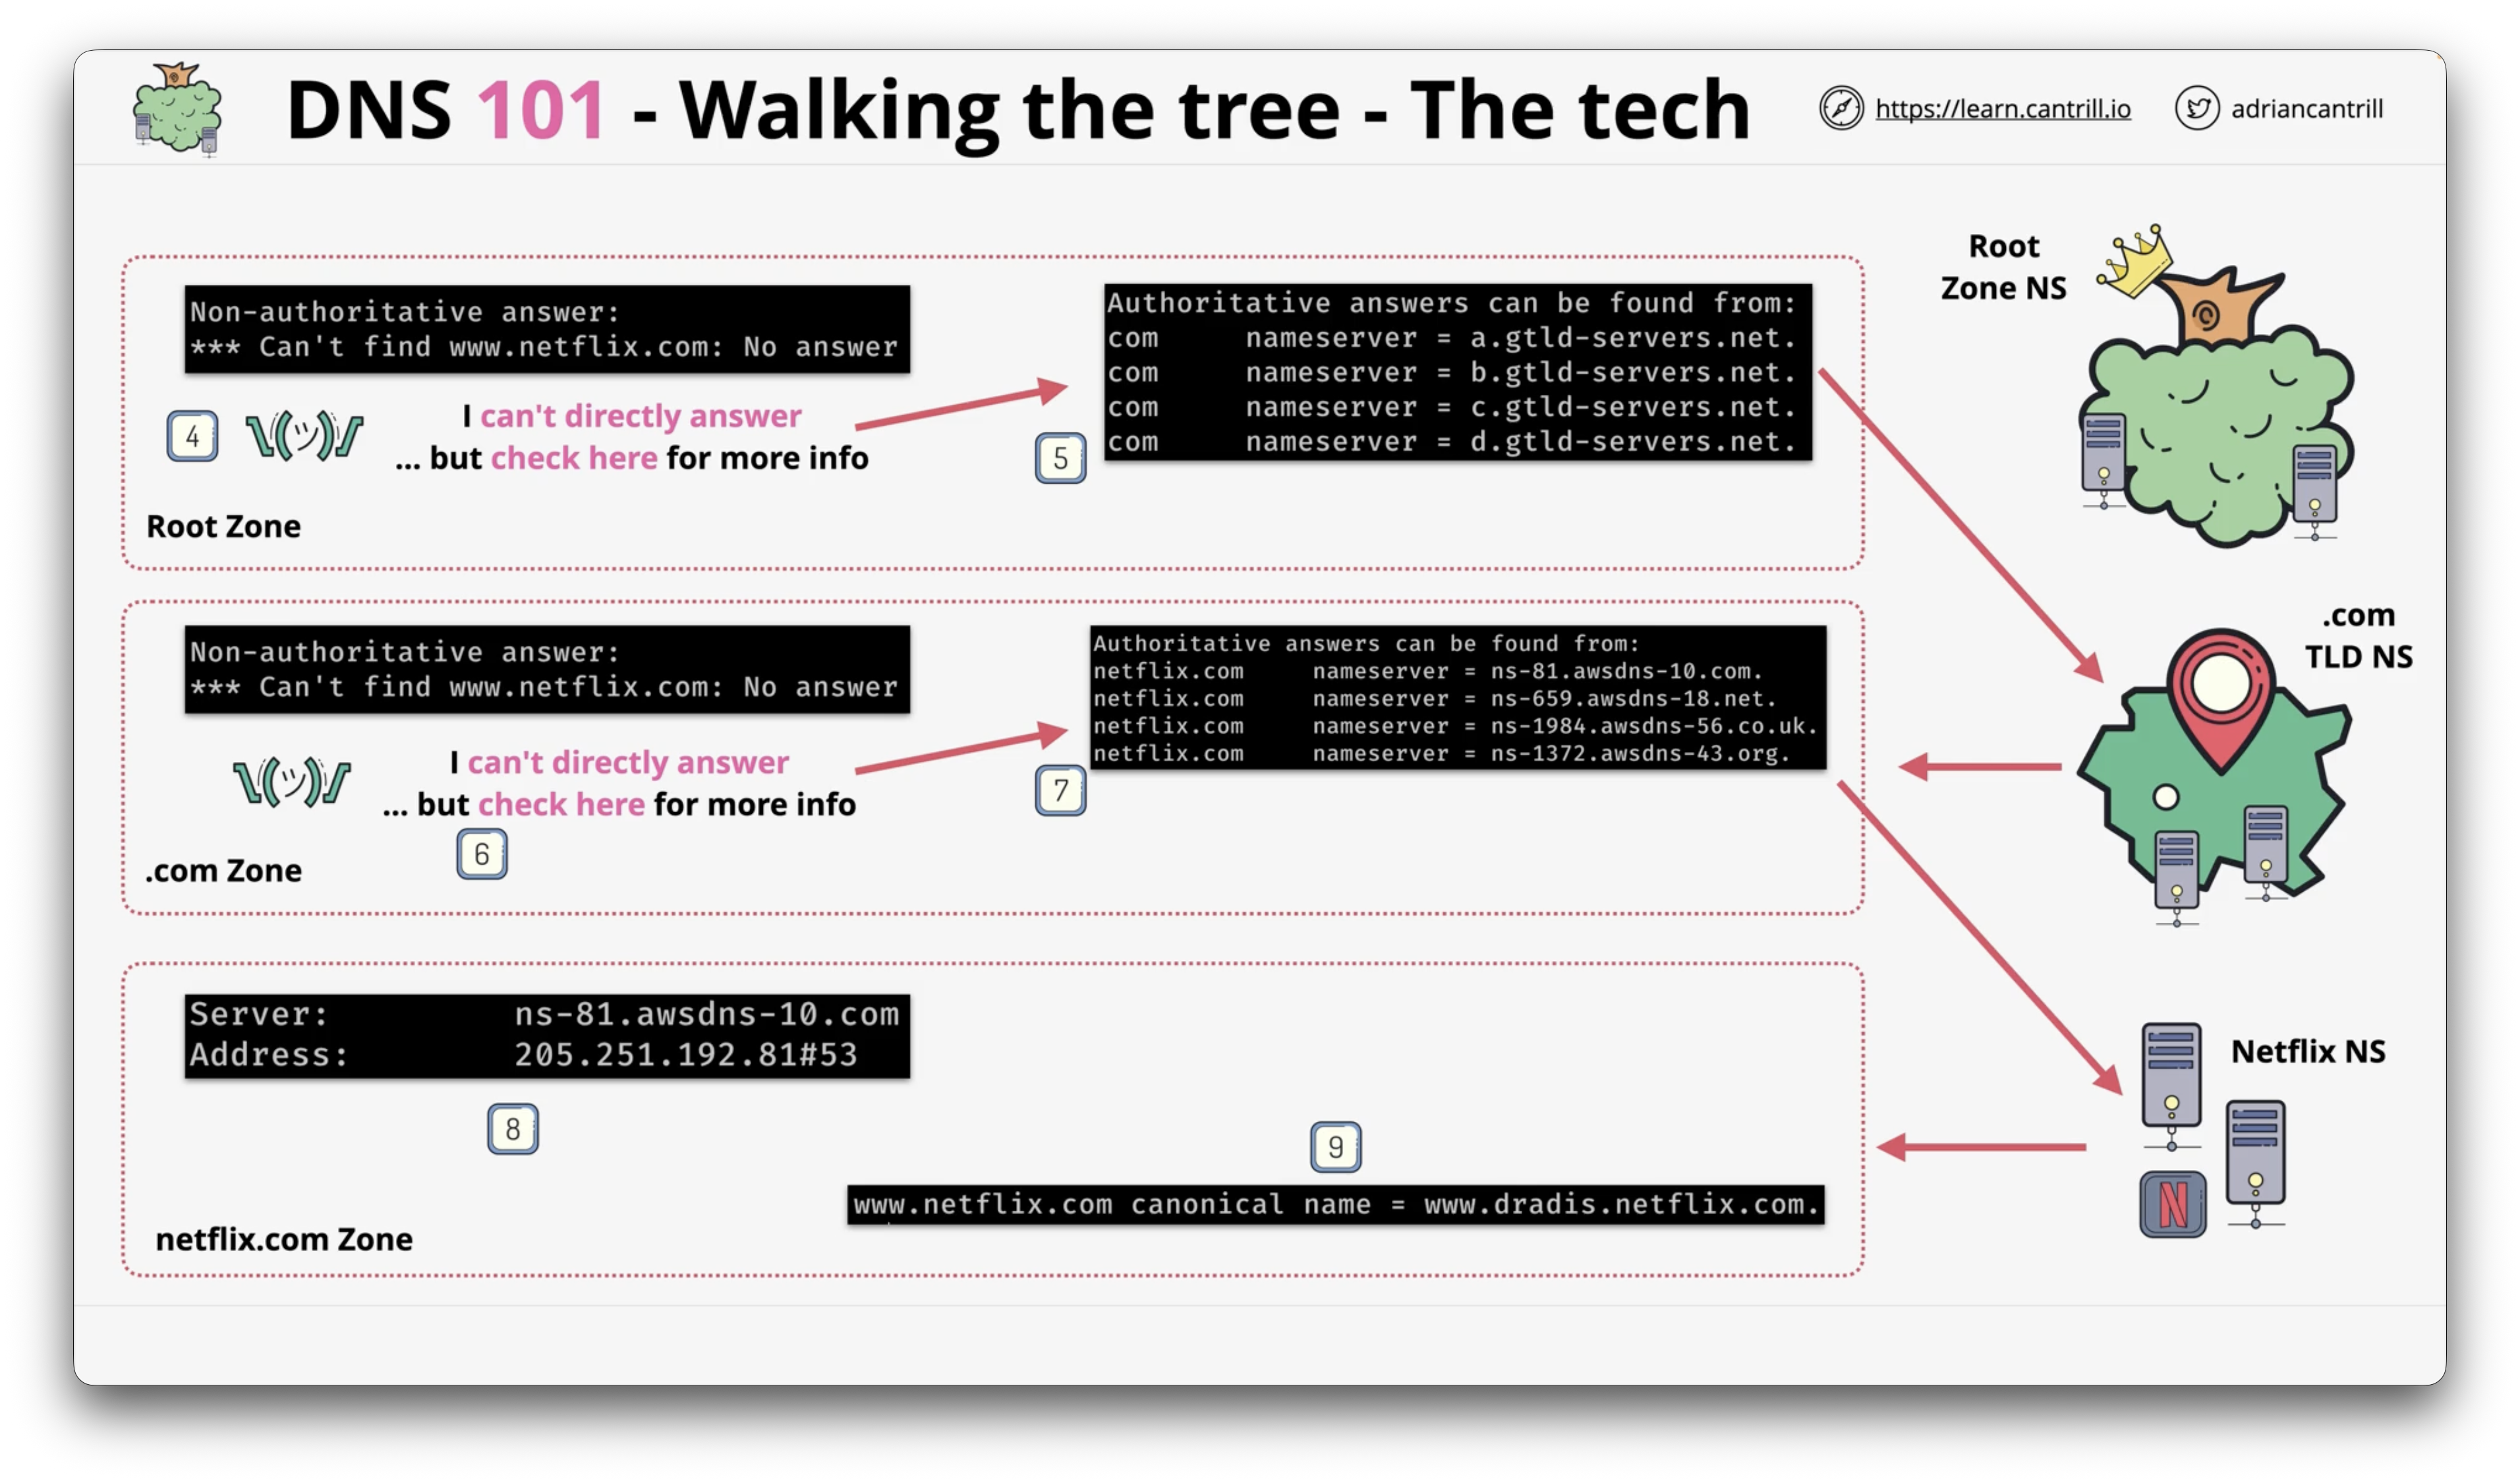 DNS 101 - Walking the tree - The tech
https://learn.cantrill.io
adriancantrill
Root
Zone NS
Non-authoritative answer:
*** Can't find www.netflix.com: No answer
Authoritative answers can be found from:
com nameserver = a.gtld-servers.net.
com nameserver = b.gtld-servers.net.
com nameserver = c.gtld-servers.net.
com nameserver = d.gtld-servers.net.
4
¯\_(ツ)_/¯
I can't directly answer
... but check here for more info
5
Root Zone
.com
TLD NS
Non-authoritative answer:
*** Can't find www.netflix.com: No answer
Authoritative answers can be found from:
netflix.com nameserver = ns-81.awsdns-10.com.
netflix.com nameserver = ns-659.awsdns-18.net.
netflix.com nameserver = ns-1984.awsdns-56.co.uk.
netflix.com nameserver = ns-1372.awsdns-43.org.
I can't directly answer
... but check here for more info
7
6
.com Zone
Server: ns-81.awsdns-10.com
Address: 205.251.192.81#53
Netflix NS
8
9
www.netflix.com canonical name = www.dradis.netflix.com.
N
netflix.com Zone